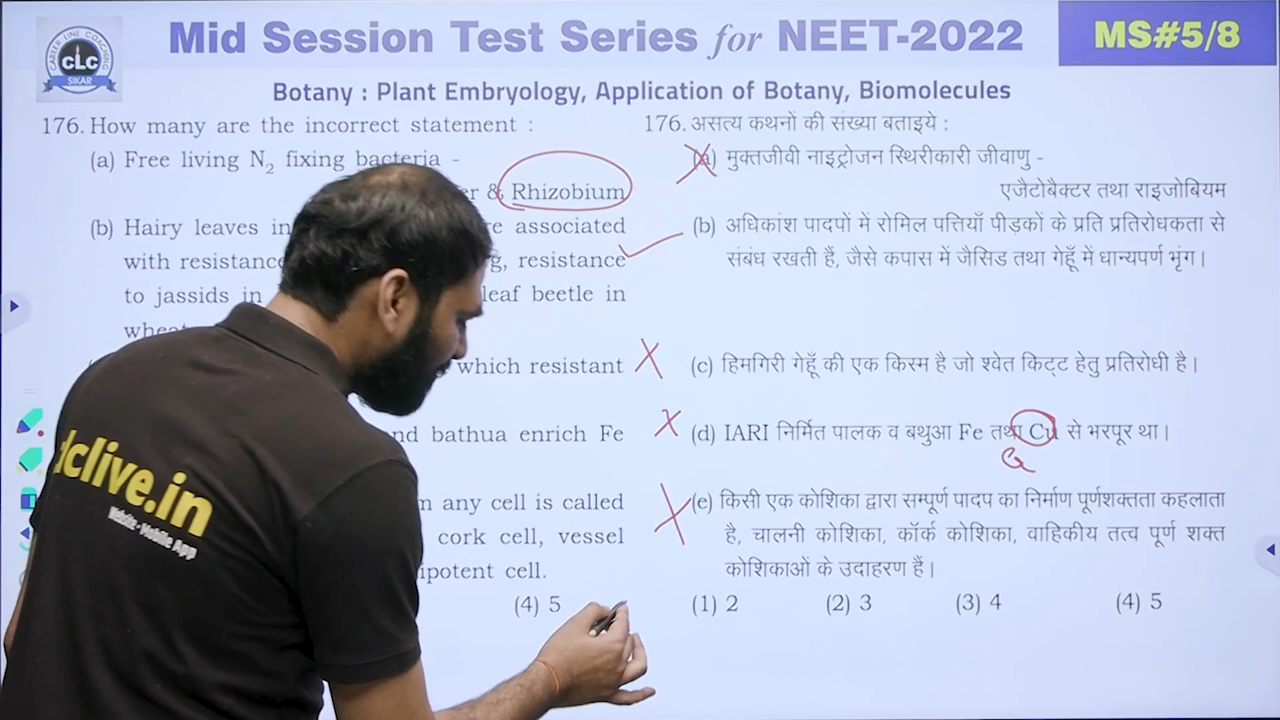 Mid Session Test Series for NEET-2022
MS#5/8
CAREER LINE COACHING
CLC
SIKAR
Botany : Plant Embryology, Application of Botany, Biomolecules
176. How many are the incorrect statement :
(a) Free living N2 fixing bacteria -
& Rhizobium
(b) Hairy leaves in associated
with resistance resistance
to jassids in leaf beetle in
which resistant
and bathua enrich Fe
any cell is called
cork cell, vessel
cell.
(4) 5
176. असत्य कथनों की संख्या बताइये :
(a) मुक्तजीवी नाइट्रोजन स्थिरीकारी जीवाणु -
एजैटोबैक्टर तथा राइजोबियम
(b) अधिकांश पादपों में रोमिल पत्तियाँ पीड़कों के प्रति प्रतिरोधकता से
संबंध रखती हैं, जैसे कपास में जैसिड तथा गेहूँ में धान्यपर्ण भृंग।
(c) हिमगिरी गेहूँ की एक किस्म है जो श्वेत किट्ट हेतु प्रतिरोधी है।
(d) IARI निर्मित पालक व बथुआ Fe तथा Cu से भरपूर था।
(e) किसी एक कोशिका द्वारा सम्पूर्ण पादप का निर्माण पूर्णशक्तता कहलाता
है, चालनी कोशिका, कॉर्क कोशिका, वाहिकीय तत्व पूर्ण शक्त
कोशिकाओं के उदाहरण हैं।
(1) 2 (2) 3 (3) 4 (4) 5
clclive.in
Website - Mobile App